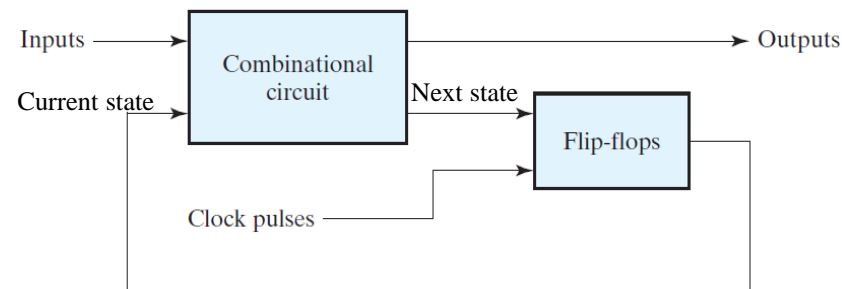 Inputs
Outputs
Combinational
circuit
Current state
Next state
Flip-flops
Clock pulses